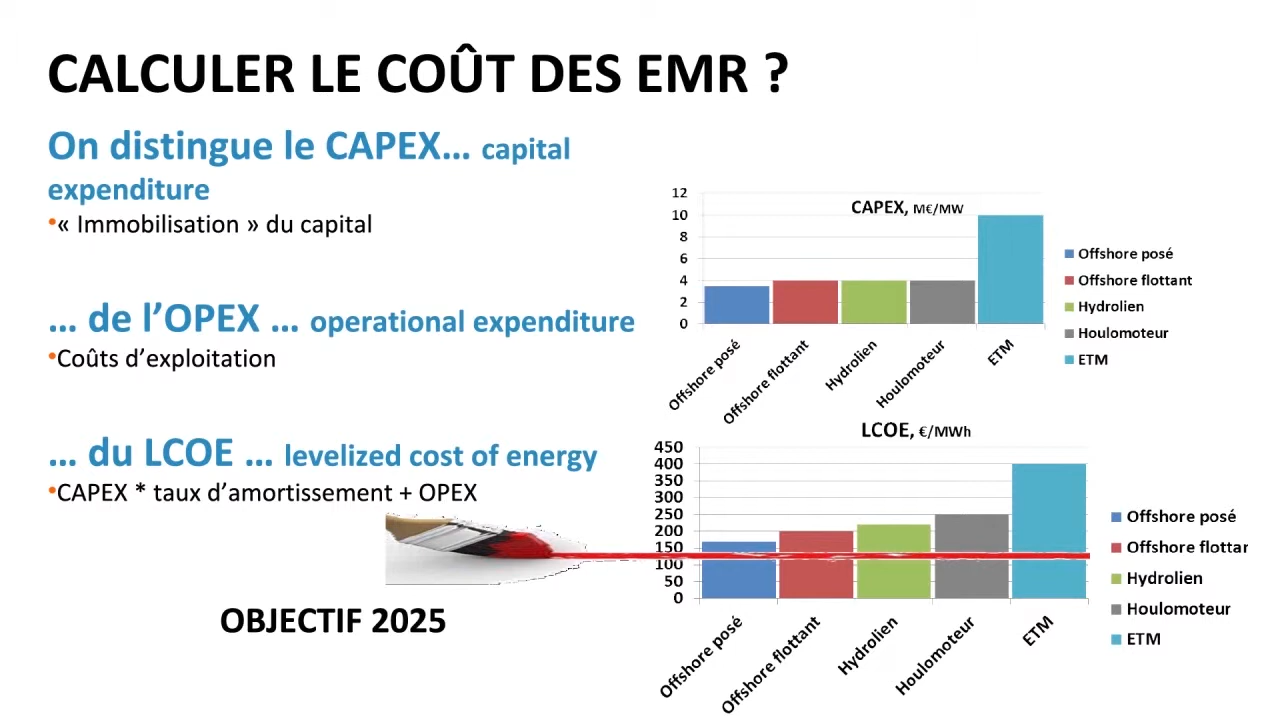 CALCULER LE COÛT DES EMR ?
On distingue le CAPEX... capital
expenditure
•« Immobilisation » du capital
... de l’OPEX ... operational expenditure
•Coûts d’exploitation
... du LCOE ... levelized cost of energy
•CAPEX * taux d’amortissement + OPEX
OBJECTIF 2025
CAPEX, M€/MW
12
10
8
6
4
2
0
Offshore posé
Offshore flottant
Hydrolien
Houlomoteur
ETM
Offshore posé
Offshore flottant
Hydrolien
Houlomoteur
ETM
LCOE, €/MWh
450
400
350
300
250
200
150
100
50
0
Offshore posé
Offshore flottant
Hydrolien
Houlomoteur
ETM
Offshore posé
Offshore flottar
Hydrolien
Houlomoteur
ETM